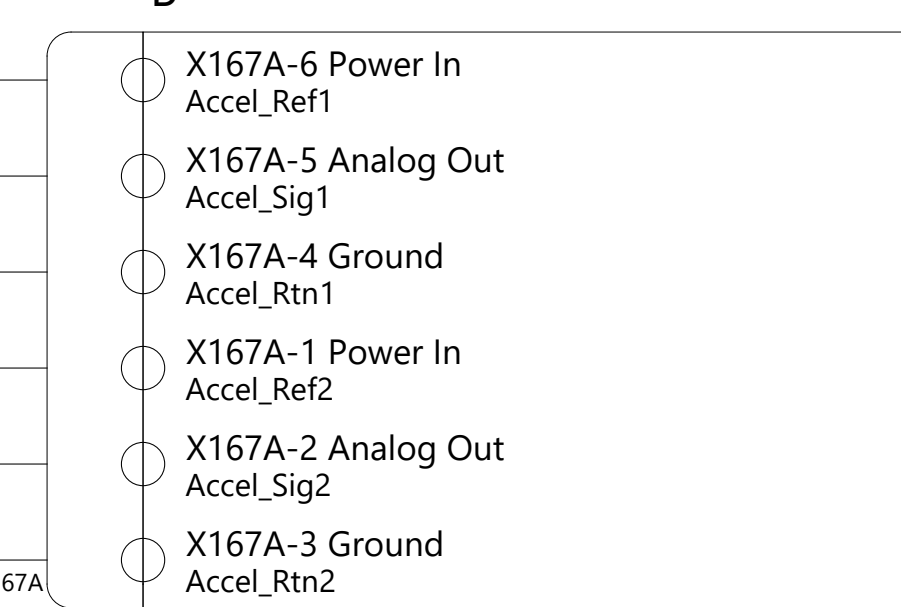 X167A-6 Power In
Accel_Ref1
X167A-5 Analog Out
Accel_Sig1
X167A-4 Ground
Accel_Rtn1
X167A-1 Power In
Accel_Ref2
X167A-2 Analog Out
Accel_Sig2
X167A-3 Ground
Accel_Rtn2
67A